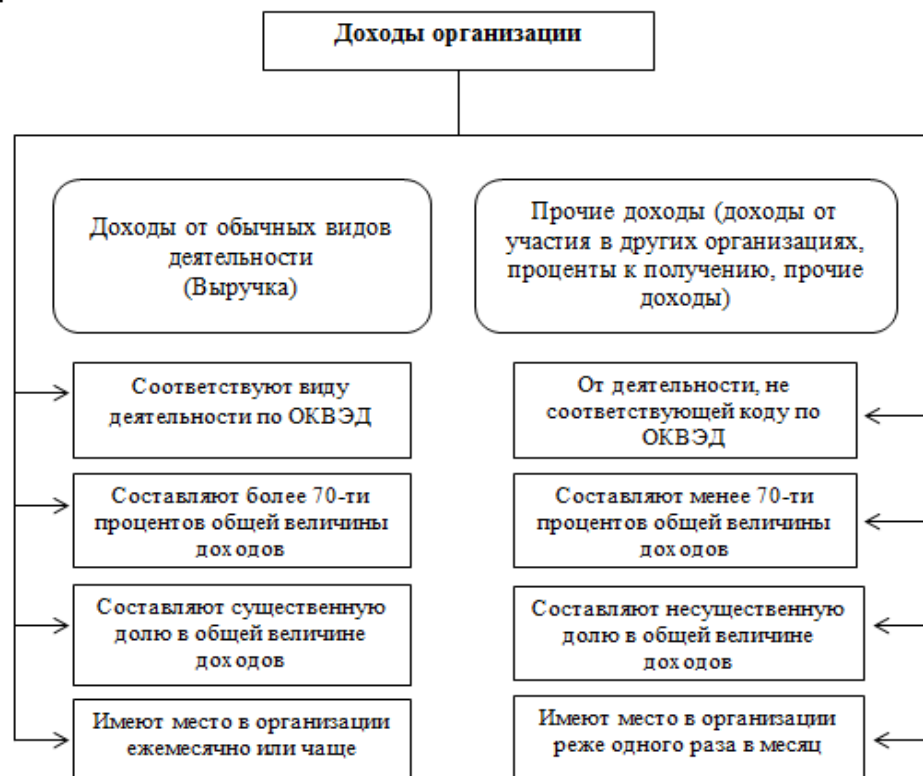 Доходы организации
Доходы от обычных видов
деятельности
(Выручка)
Прочие доходы (доходы от
участия в других организациях,
проценты к получению, прочие
доходы)
Соответствуют виду
деятельности по ОКВЭД
От деятельности, не
соответствующей коду по
ОКВЭД
Составляют более 70-ти
процентов общей величины
доходов
Составляют менее 70-ти
процентов общей величины
доходов
Составляют существенную
долю в общей величине
доходов
Составляют несущественную
долю в общей величине
доходов
Имеют место в организации
ежемесячно или чаще
Имеют место в организации
реже одного раза в месяц